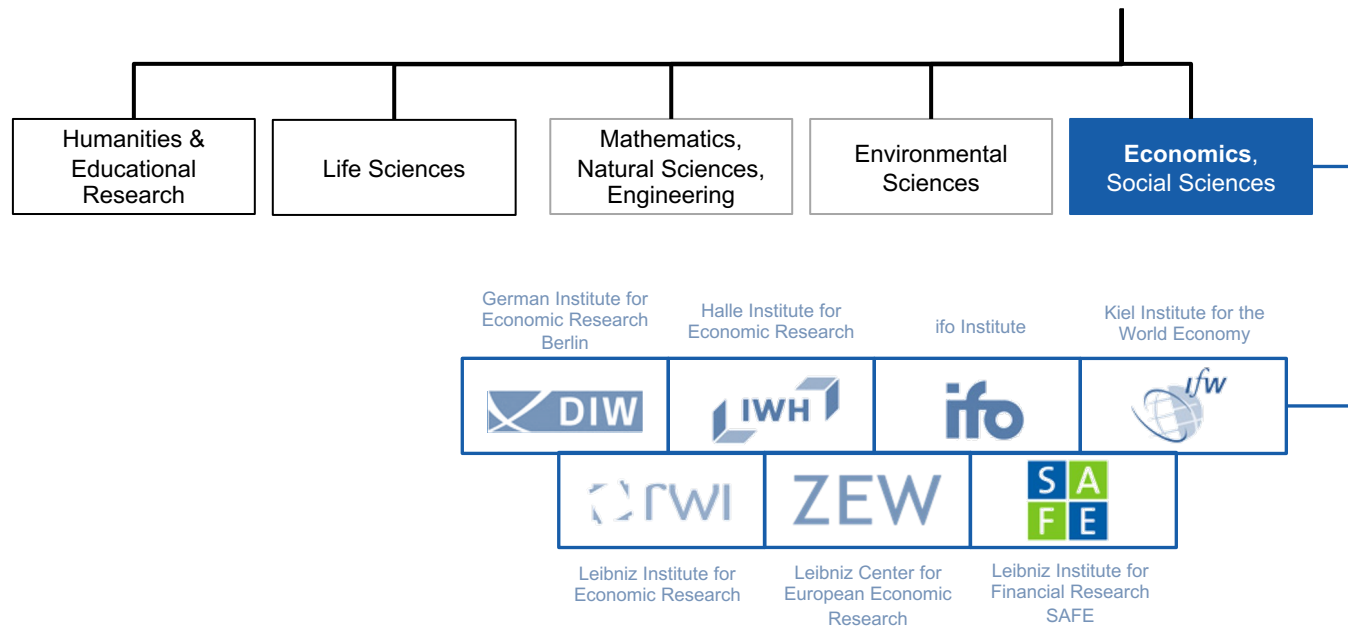 Humanities &
Educational
Research
Life Sciences
Mathematics,
Natural Sciences,
Engineering
Environmental
Sciences
Economics,
Social Sciences
German Institute for
Economic Research
Berlin
Halle Institute for
Economic Research
ifo Institute
Kiel Institute for the
World Economy
DIW
IWH
ifo
ifw
rwi
ZEW
S A
F E
Leibniz Institute for
Economic Research
Leibniz Center for
European Economic
Research
Leibniz Institute for
Financial Research
SAFE